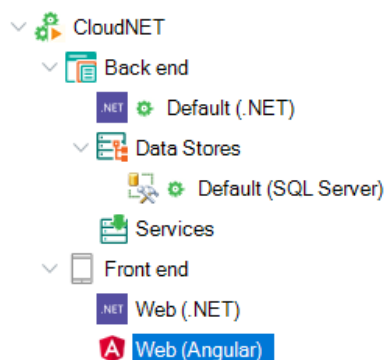 CloudNET
Back end
.NET Default (.NET)
Data Stores
Default (SQL Server)
Services
Front end
.NET Web (.NET)
A Web (Angular)